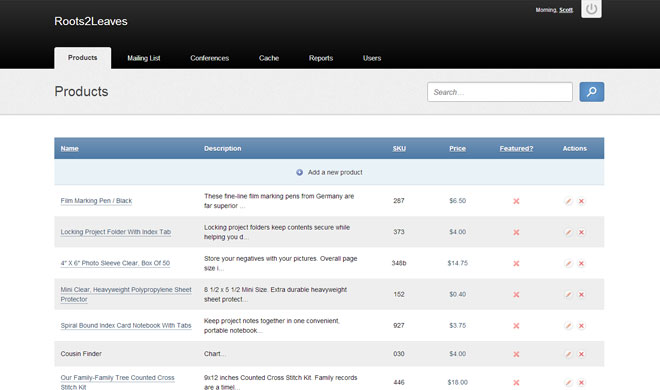 Morning, Scott.
Roots2Leaves
Products Mailing List Conferences Cache Reports Users
Products
Search...
Name Description SKU Price Featured? Actions
Add a new product
Film Marking Pen / Black These fine-line film marking pens from Germany are 287 $6.50
far superior ...
Locking Project Folder With Index Tab Locking project folders keep contents secure while 373 $4.00
helping you d...
4" X 6" Photo Sleeve Clear, Box Of 50 Store your negatives with your pictures. Overall page 348b $14.75
size i...
Mini Clear, Heavyweight Polypropylene Sheet 8 1/2 x 5 1/2 Mini Size. Extra durable heavyweight 152 $0.40
Protector sheet protect...
Spiral Bound Index Card Notebook With Tabs Keep project notes together in one convenient, 927 $3.75
portable notebook...
Cousin Finder Chart... 030 $4.00
Our Family-Family Tree Counted Cross 9x12 inches Counted Cross Stitch Kit. Family records 446 $18.00
Stitch Kit are a timel...